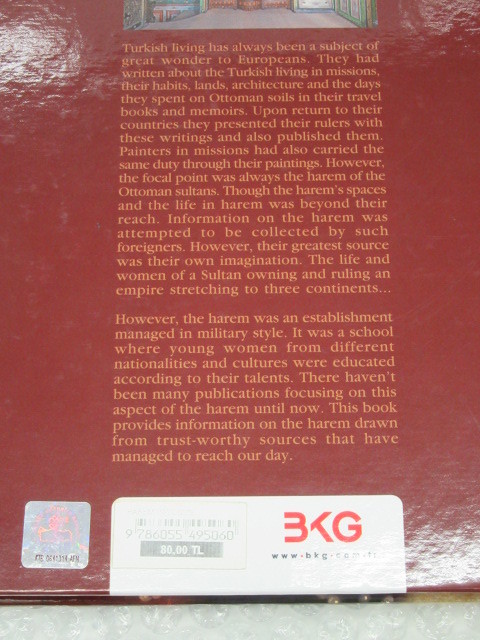 Turkish living has always been a subject of
great wonder to Europeans. They had
written about the Turkish living in missions,
their habits, lands, architecture and the days
they spent on Ottoman soils in their travel
books and memoirs. Upon return to their
countries they presented their rulers with
these writings and also published them.
Painters in missions had also carried the
same duty through their paintings. However,
the focal point was always the harem of the
Ottoman sultans. Though the harem's spaces
and the life in harem was beyond their
reach. Information on the harem was
attempted to be collected by such
foreigners. However, their greatest source
was their own imagination. The life and
women of a Sultan owning and ruling an
empire stretching to three continents...
However, the harem was an establishment
managed in military style. It was a school
where young women from different
nationalities and cultures were educated
according to their talents. There haven't
been many publications focusing on this
aspect of the harem until now. This book
provides information on the harem drawn
from trust-worthy sources that have
managed to reach our day.
9 786055 495060
80.00 TL
BKG
www.bkg.com.tr